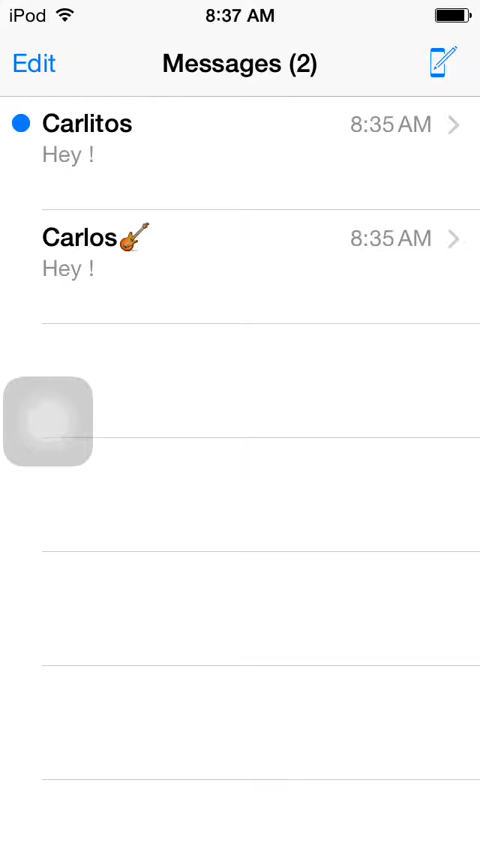 iPod 8:37 AM
Edit Messages (2)
Carlitos 8:35 AM
Hey !
Carlos🎸 8:35 AM
Hey !